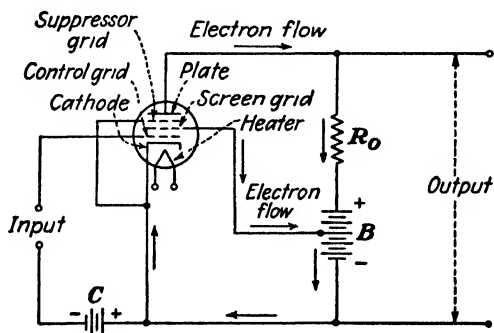 Suppressor
grid
Electron flow
Control grid
Plate
Cathode
Screen grid
Heater
R₀
Electron
flow
Output
Input
+
B
-
- C +